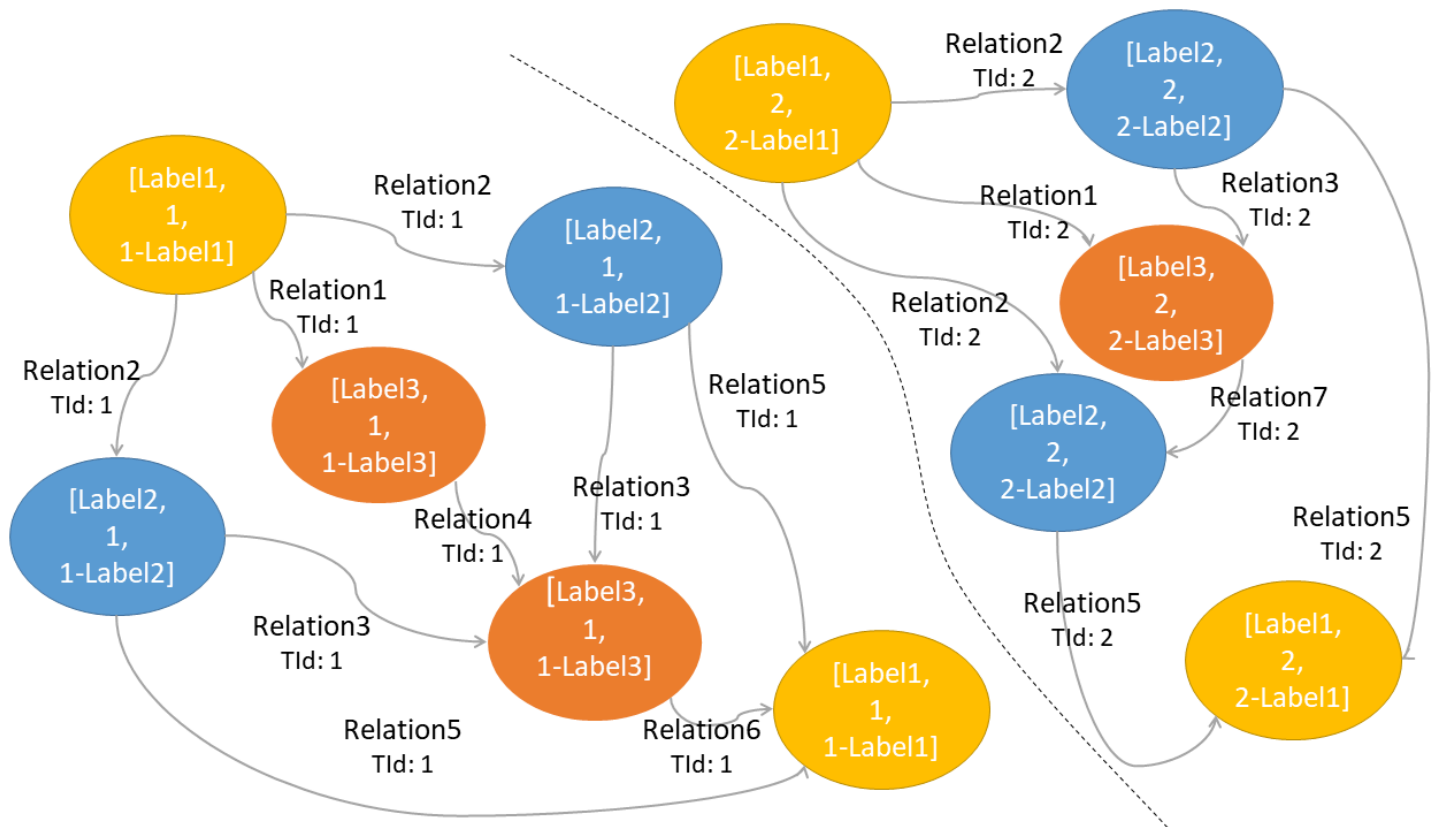 [Label1,
1,
1-Label1]
Relation2
TId: 1
[Label2,
1,
1-Label2]
Relation1
TId: 1
Relation2
TId: 1
[Label3,
1,
1-Label3]
Relation5
TId: 1
[Label2,
1,
1-Label2]
Relation4
TId: 1
Relation3
TId: 1
Relation3
TId: 1
[Label3,
1,
1-Label3]
Relation5
TId: 1
Relation6
TId: 1
[Label1,
1,
1-Label1]
[Label1,
2,
2-Label1]
Relation2
TId: 2
[Label2,
2,
2-Label2]
Relation1
TId: 2
Relation3
TId: 2
[Label3,
2,
2-Label3]
Relation2
TId: 2
Relation7
TId: 2
[Label2,
2,
2-Label2]
Relation5
TId: 2
Relation5
TId: 2
[Label1,
2,
2-Label1]